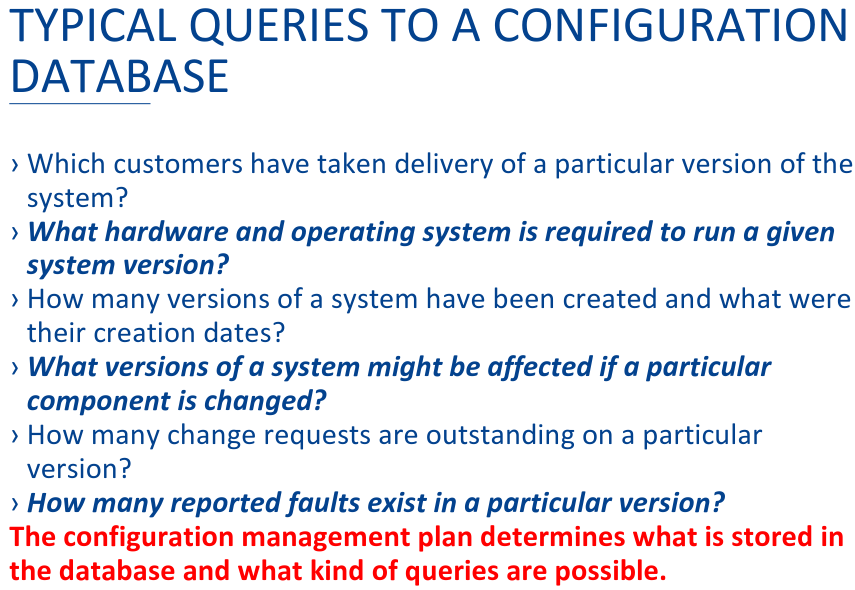 TYPICAL QUERIES TO A CONFIGURATION
DATABASE
› Which customers have taken delivery of a particular version of the
system?
› What hardware and operating system is required to run a given
system version?
› How many versions of a system have been created and what were
their creation dates?
› What versions of a system might be affected if a particular
component is changed?
› How many change requests are outstanding on a particular
version?
› How many reported faults exist in a particular version?
The configuration management plan determines what is stored in
the database and what kind of queries are possible.